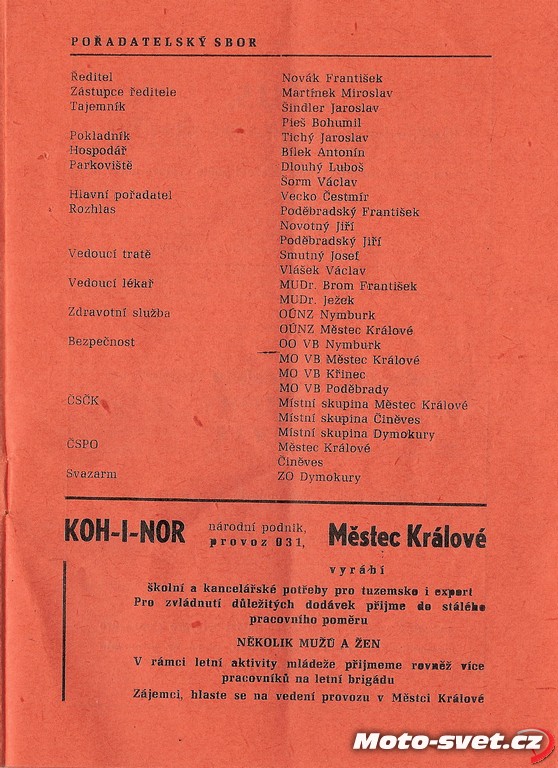 POŘADATELSKÝ SBOR
Ředitel Novák František
Zástupce ředitele Martínek Miroslav
Tajemník Šindler Jaroslav
Pieš Bohumil
Pokladník Tichý Jaroslav
Hospodář Bílek Antonín
Parkoviště Dlouhý Luboš
Šorm Václav
Hlavní pořadatel Vecko Čestmír
Rozhlas Poděbradský František
Novotný Jiří
Poděbradský Jiří
Vedoucí tratě Smutný Josef
Vlášek Václav
Vedoucí lékař MUDr. Brom František
MUDr. Ježek
Zdravotní služba OÚNZ Nymburk
OÚNZ Městec Králové
Bezpečnost OO VB Nymburk
MO VB Městec Králové
MO VB Křinec
MO VB Poděbrady
ČSČK Místní skupina Městec Králové
Místní skupina Činěves
Místní skupina Dymokury
ČSPO Městec Králové
Činěves
Svazarm ZO Dymokury
KOH-I-NOR národní podnik, Městec Králové
provoz 031,
vyrábí
školní a kancelářské potřeby pro tuzemsko i export
Pro zvládnutí důležitých dodávek přijme do stálého
pracovního poměru
NĚKOLIK MUŽŮ A ŽEN
V rámci letní aktivity mládeže přijmeme rovněž více
pracovníků na letní brigádu
Zájemci, hlaste se na vedení provozu v Městci Králové
Moto-svet.cz